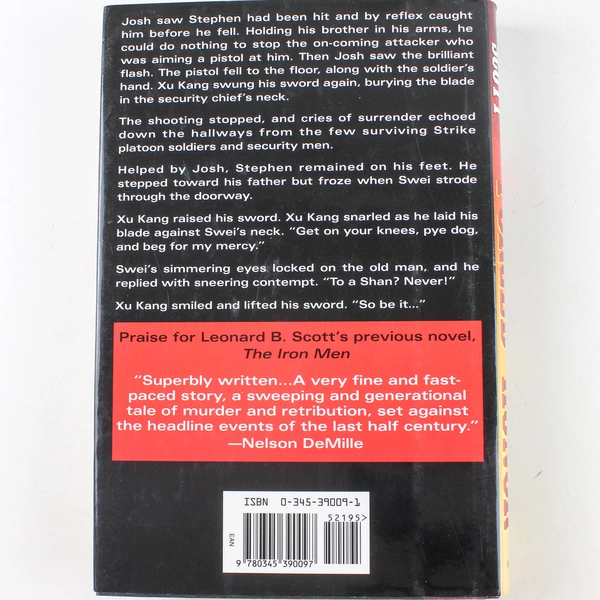 Josh saw Stephen had been hit and by reflex caught
him before he fell. Holding his brother in his arms, he
could do nothing to stop the on-coming attacker who
was aiming a pistol at him. Then Josh saw the brilliant
flash. The pistol fell to the floor, along with the soldier's
hand. Xu Kang swung his sword again, burying the blade
in the security chief's neck.
The shooting stopped, and cries of surrender echoed
down the hallways from the few surviving Strike
platoon soldiers and security men.
Helped by Josh, Stephen remained on his feet. He
stepped toward his father but froze when Swei strode
through the doorway.
Xu Kang raised his sword. Xu Kang snarled as he laid his
blade against Swei's neck. "Get on your knees, pye dog,
and beg for my mercy."
Swei's simmering eyes locked on the old man, and he
replied with sneering contempt. "To a Shan? Never!"
Xu Kang smiled and lifted his sword. "So be it..."
Praise for Leonard B. Scott's previous novel,
The Iron Men
"Superbly written...A very fine and fast-
paced story, a sweeping and generational
tale of murder and retribution, set against
the headline events of the last half century."
—Nelson DeMille
ISBN 0-345-39009-1
52195>
EAN
9 780345 390097